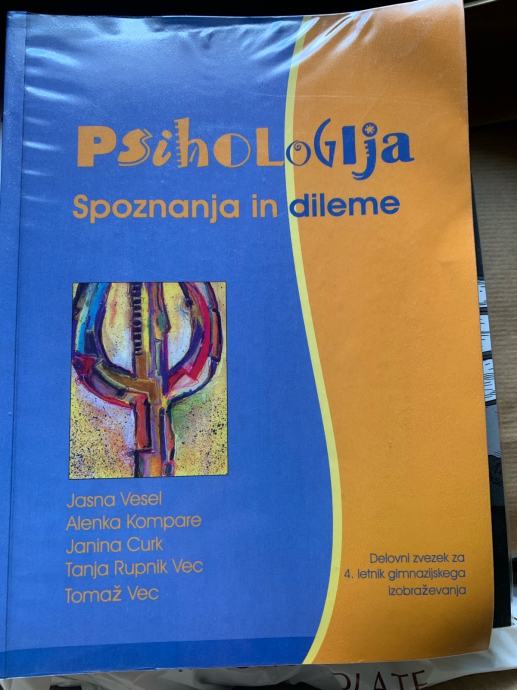 PsihoLoGIja
Spoznanja in dileme
Jasna Vesel
Alenka Kompare
Janina Curk
Tanja Rupnik Vec
Tomaž Vec
Delovni zvezek za
4. letnik gimnazijskega
izobraževanja